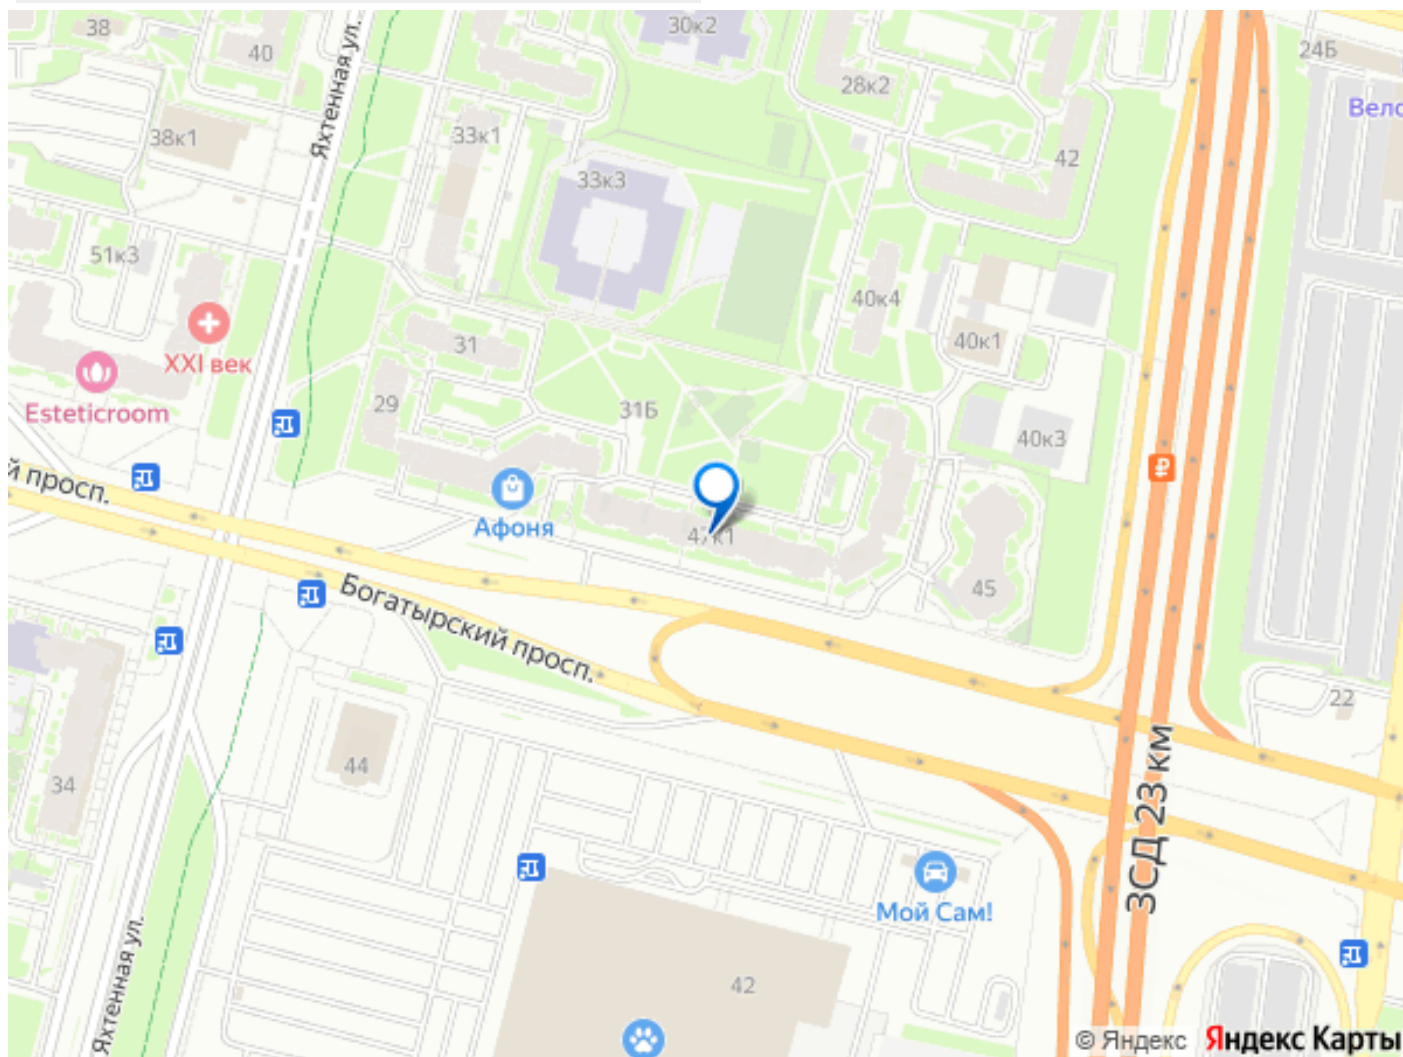 38
40
30к2
28к2
24Б
Вело
38к1
Яхтенная ул.
33к1
42
33к3
51к3
40к4
XXI век
31
40к1
Esteticroom
29
31Б
40к3
й просп.
Афоня
47к1
45
Богатырский просп.
22
44
34
ЗСД 23 км
Мой Сам!
Яхтенная ул.
42
© Яндекс Яндекс Карты